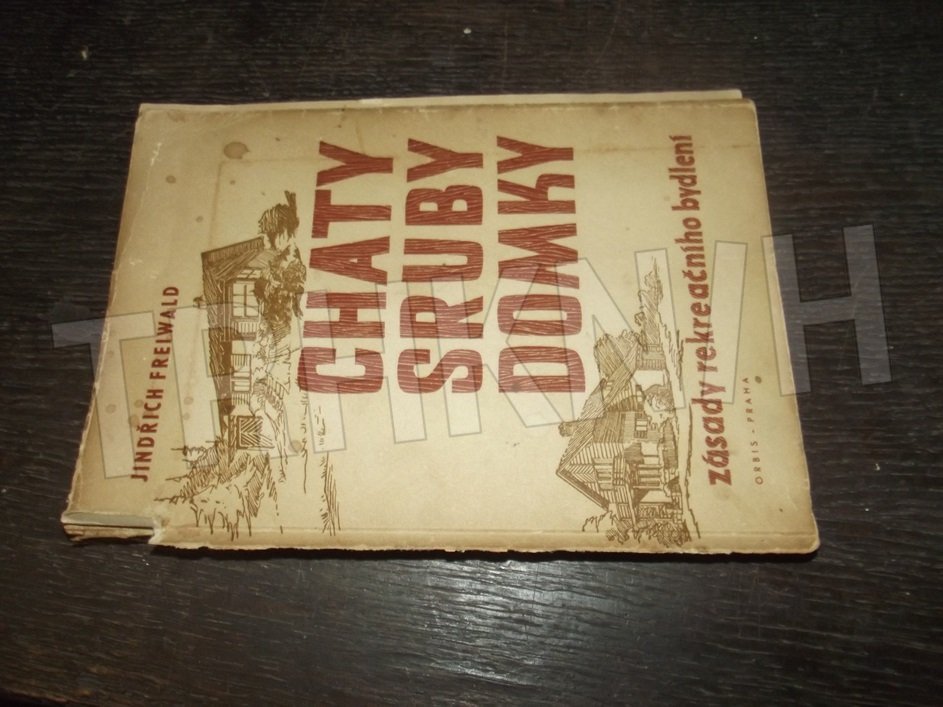 JINDŘICH FREIWALD
CHATY
SRUBY
DOMKY
zásady rekreačního bydlení
ORBIS - PRAHA